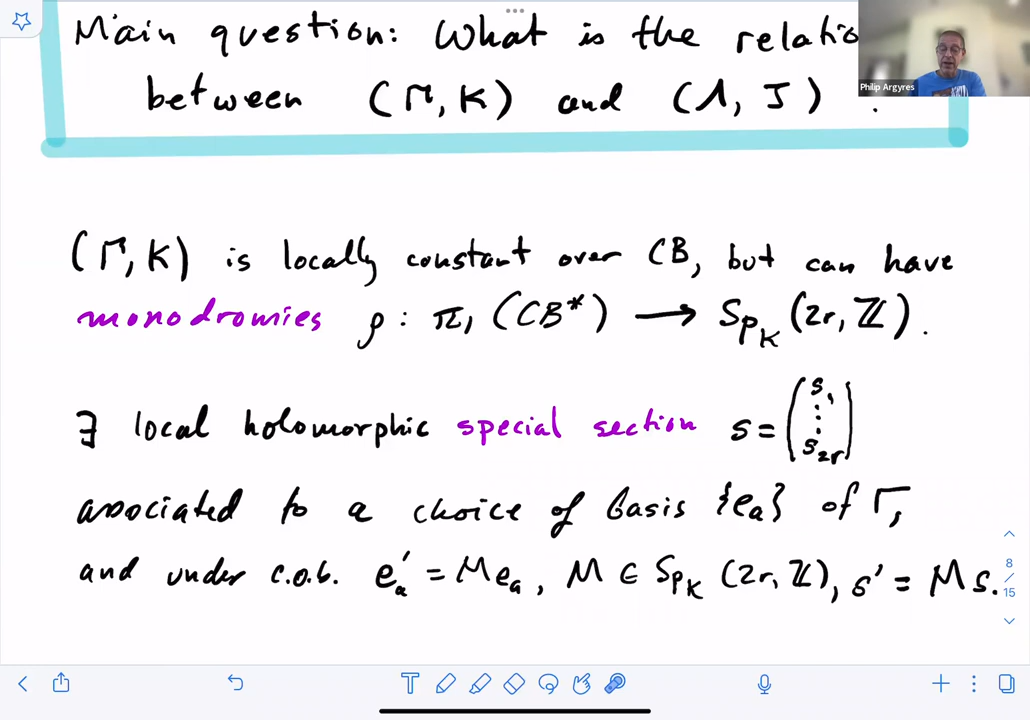 Main question: What is the relatio
between (Γ, K) and (Λ, J) .
Philip Argyres
(Γ, K) is locally constant over CB, but can have
monodromies ρ : π₁ (CB*) ⟶ Sp_K (2r, ℤ) .
∃ local holomorphic special section s = (s₁ ⋮ s₂ᵣ)
associated to a choice of basis {eₐ} of Γ,
and under c.o.b. eₐ' = M eₐ , M ∈ Sp_K (2r, ℤ), s' = M s.
8
/
15
T